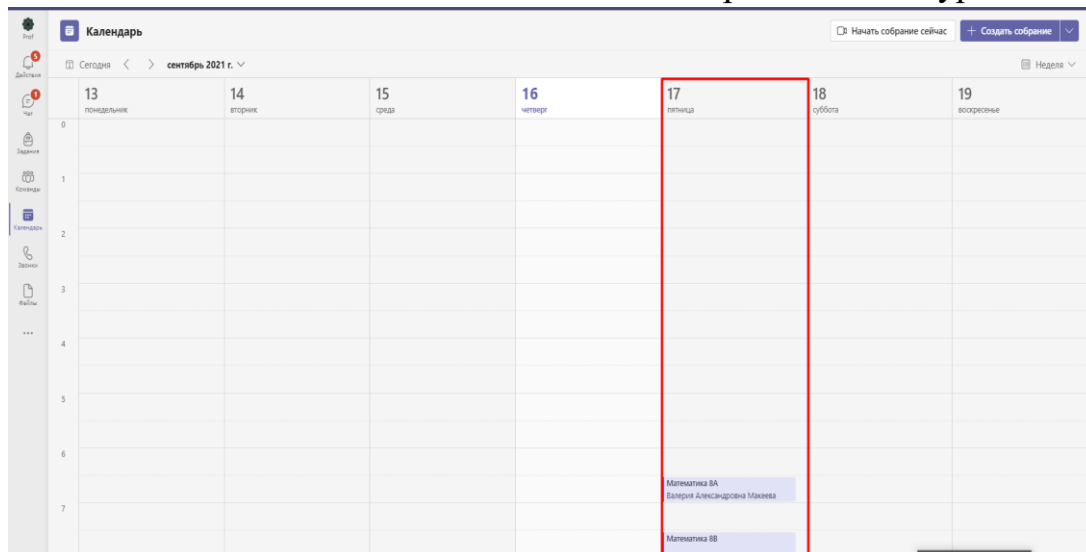 Prof
Календарь
Начать собрание сейчас
+ Создать собрание
5
Действия
Сегодня < > сентябрь 2021 г.
Неделя
1
Чат
13
понедельник
14
вторник
15
среда
16
четверг
17
пятница
18
суббота
19
воскресенье
Задания
Команды
Календарь
Звонки
Файлы
...
0
1
2
3
4
5
6
Математика 8А
Валерия Александровна Макеева
7
Математика 8В